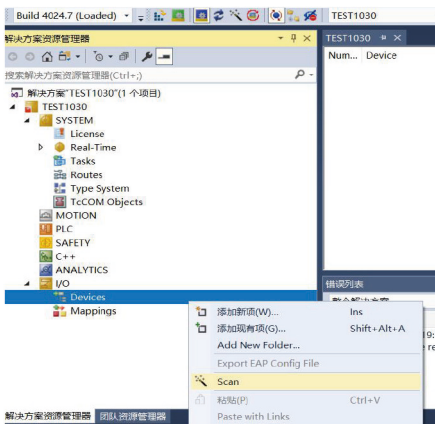 Build 4024.7 (Loaded)
TEST1030
解决方案资源管理器
TEST1030
搜索解决方案资源管理器(Ctrl+;)
Num... Device
解决方案"TEST1030"(1 个项目)
TEST1030
SYSTEM
License
Real-Time
Tasks
Routes
Type System
TcCOM Objects
MOTION
PLC
SAFETY
C++
ANALYTICS
I/O
Devices
Mappings
错误列表
添加新项(W)... Ins
添加现有项(G)... Shift+Alt+A
Add New Folder...
Export EAP Config File
Scan
粘贴(P) Ctrl+V
Paste with Links
19:
re
解决方案资源管理器 团队资源管理器